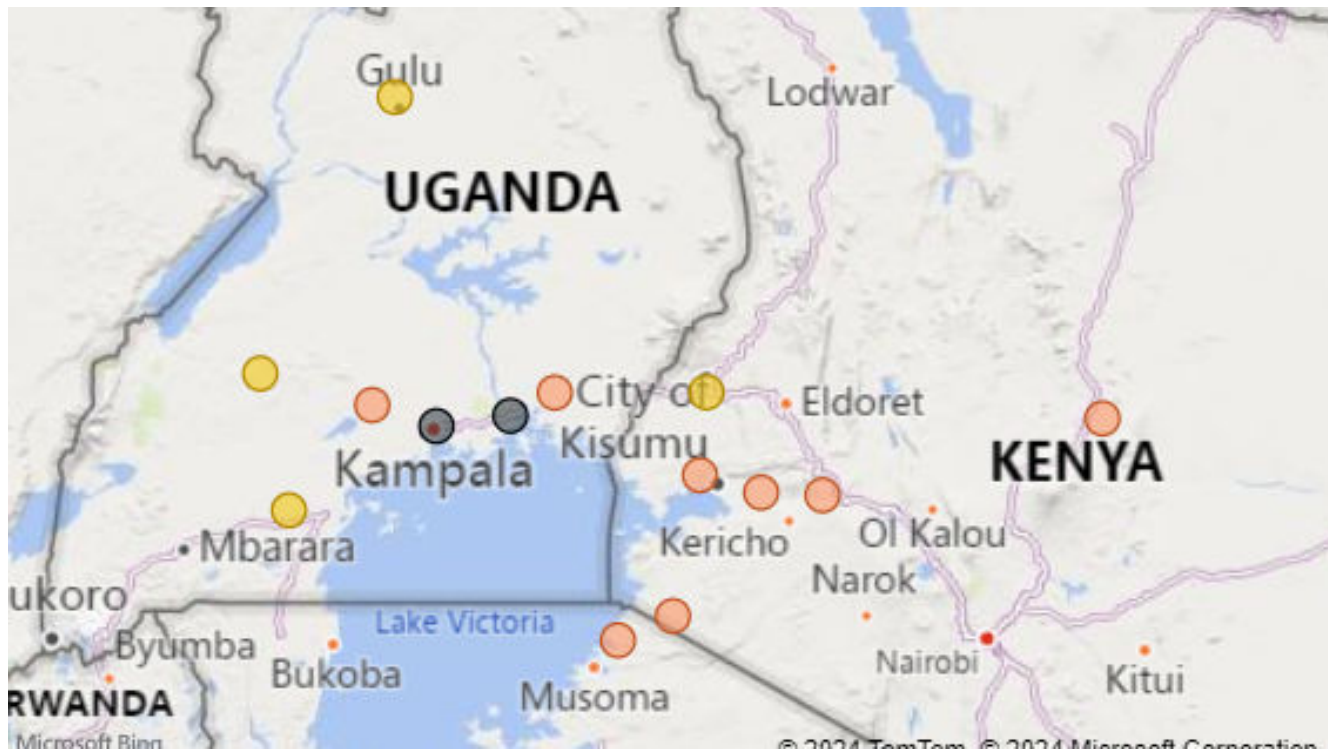 Gulu
Lodwar
UGANDA
City of
Kisumu
Eldoret
KENYA
Kampala
Kericho
Ol Kalou
Mbarara
Narok
ukoro
Lake Victoria
Byumba
Bukoba
Musoma
Nairobi
Kitui
RWANDA
Microsoft Bing
© 2024 TomTom, © 2024 Microsoft Corporation